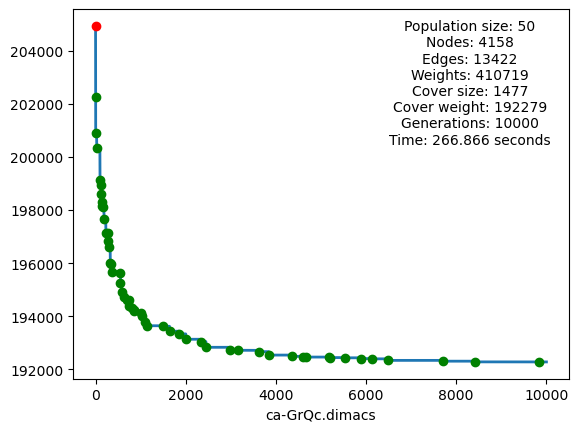 Population size: 50
Nodes: 4158
Edges: 13422
Weights: 410719
Cover size: 1477
Cover weight: 192279
Generations: 10000
Time: 266.866 seconds
204000
202000
200000
198000
196000
194000
192000
0 2000 4000 6000 8000 10000
ca-GrQc.dimacs